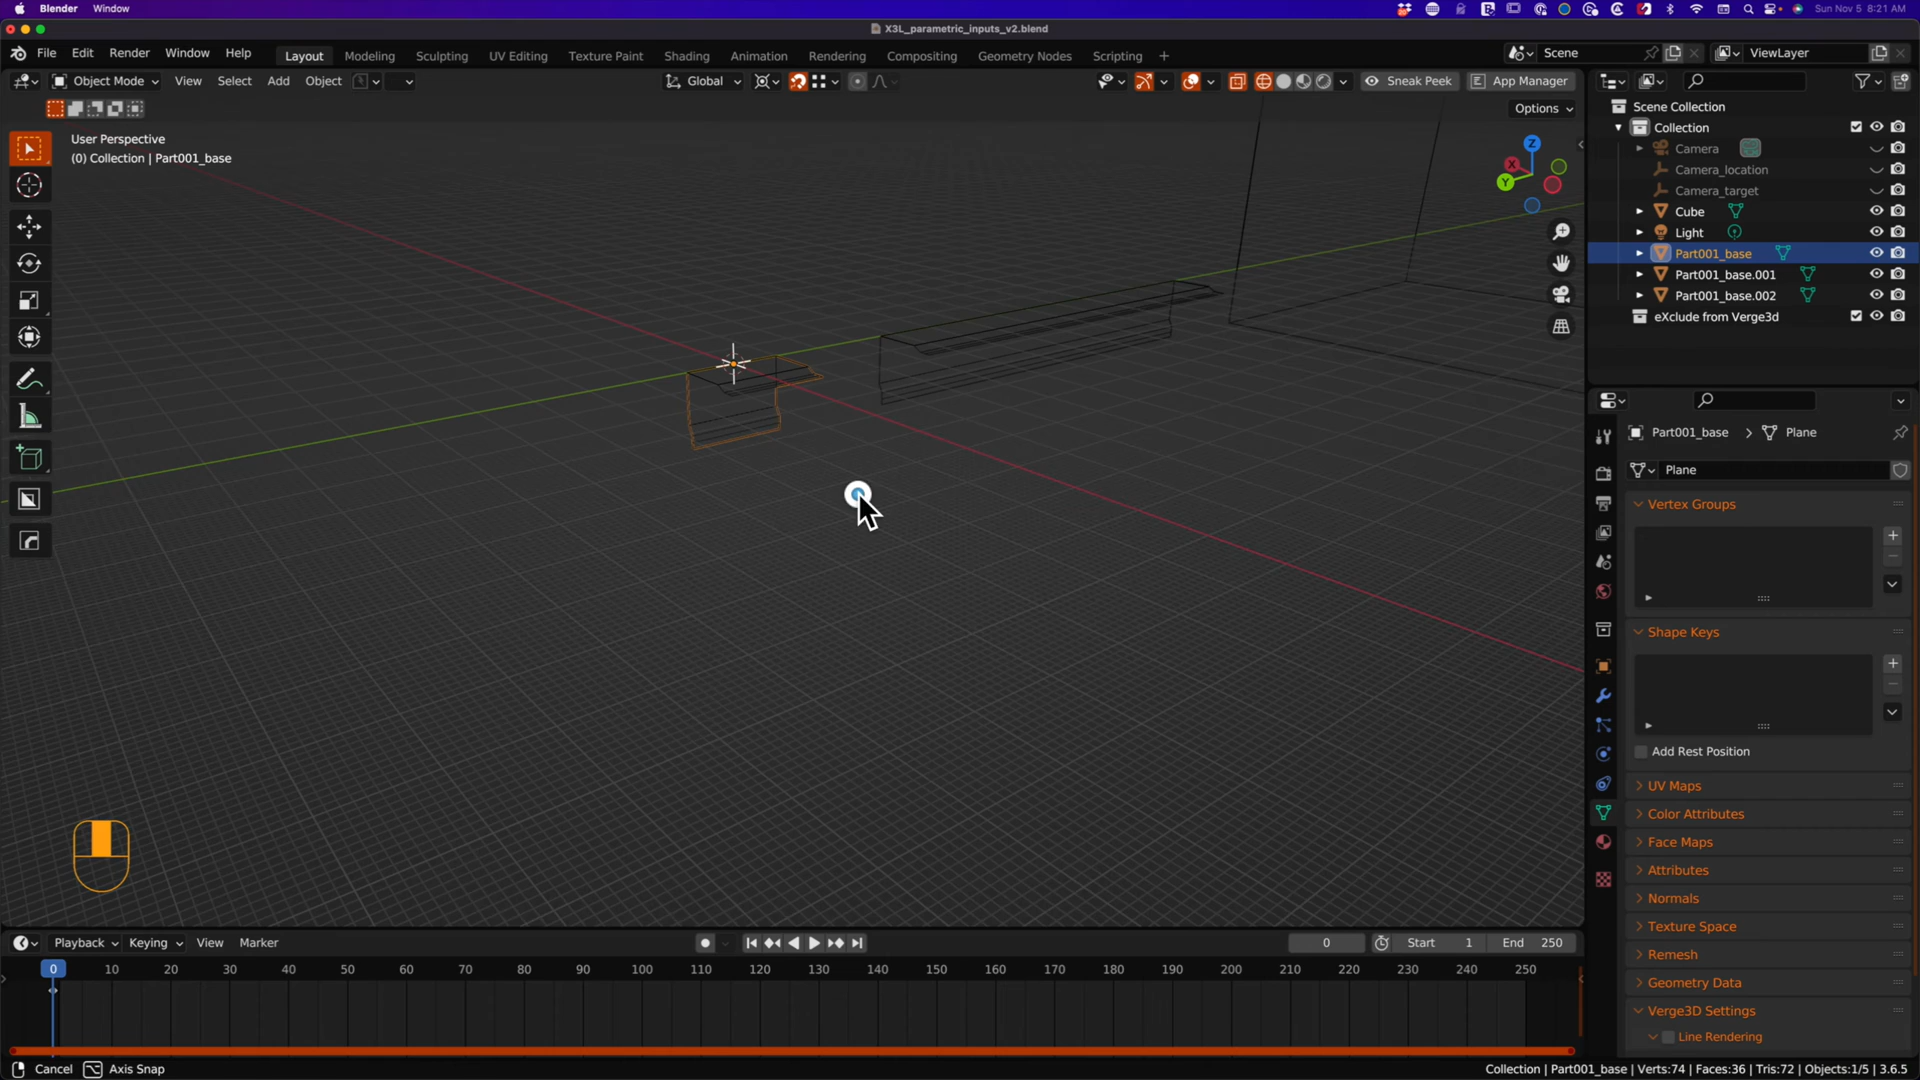 Blender Window Sun Nov 5 8:21 AM
X3L_parametric_inputs_v2.blend
File Edit Render Window Help Layout Modeling Sculpting UV Editing Texture Paint Shading Animation Rendering Compositing Geometry Nodes Scripting + Scene ViewLayer
Object Mode View Select Add Object Global Sneak Peek App Manager
Options
User Perspective
(0) Collection | Part001_base
Z
X
Y
Scene Collection
Collection
Camera
Camera_location
Camera_target
Cube
Light
Part001_base
Part001_base.001
Part001_base.002
eXclude from Verge3d
Part001_base > Plane
Plane
Vertex Groups
Shape Keys
Add Rest Position
UV Maps
Color Attributes
Face Maps
Attributes
Normals
Texture Space
Remesh
Geometry Data
Verge3D Settings
Line Rendering
Playback Keying View Marker 0 Start 1 End 250
0 10 20 30 40 50 60 70 80 90 100 110 120 130 140 150 160 170 180 190 200 210 220 230 240 250
Cancel Axis Snap Collection | Part001_base | Verts:74 | Faces:36 | Tris:72 | Objects:1/5 | 3.6.5